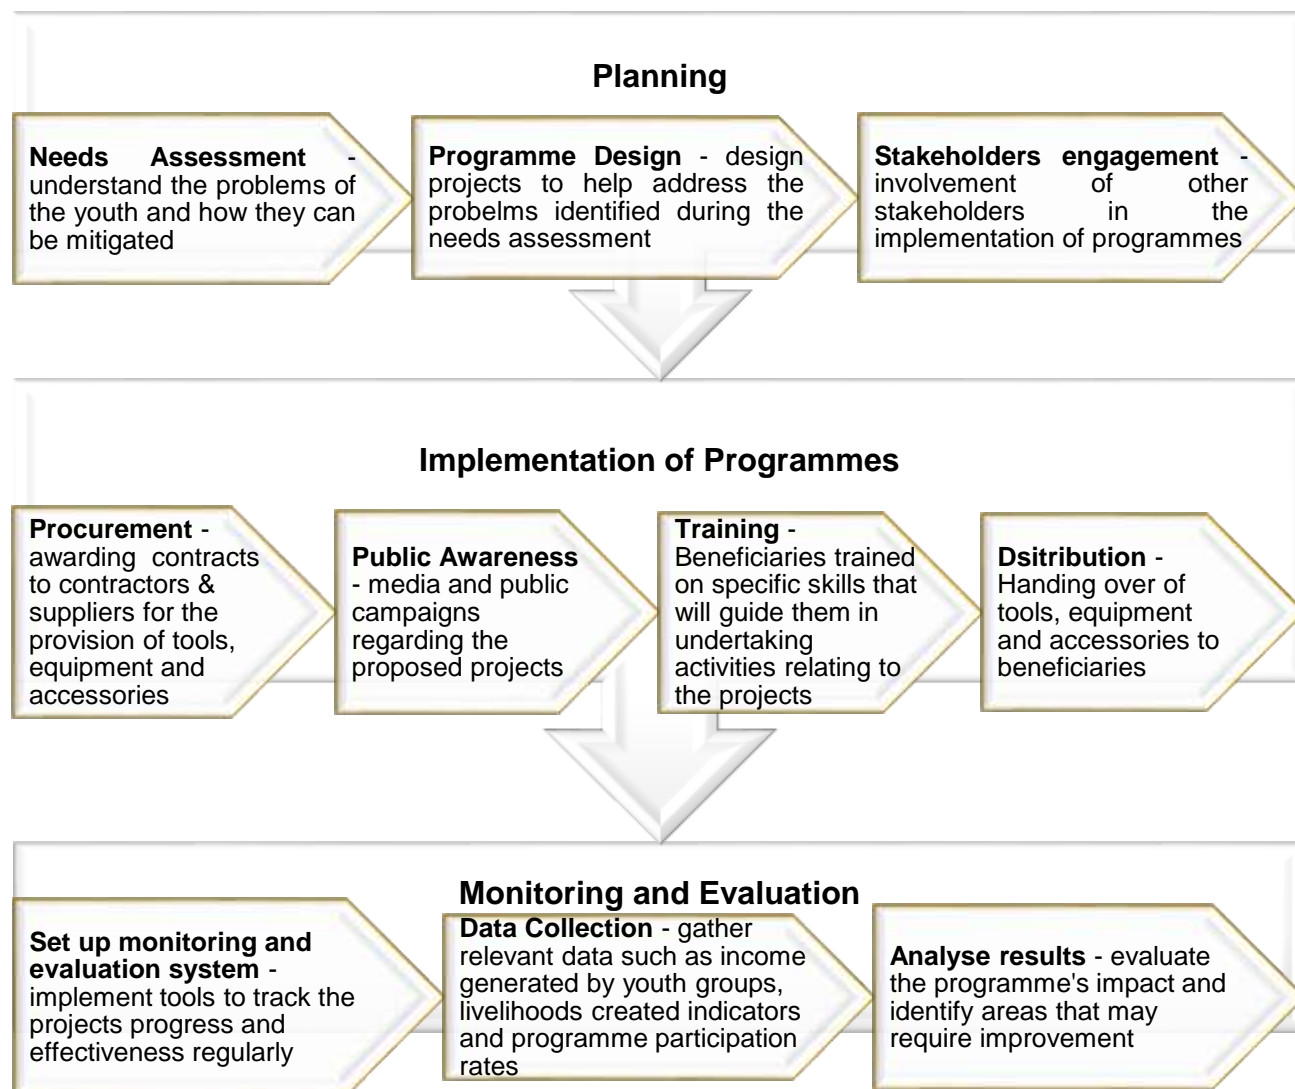 Planning
Needs Assessment -
understand the problems of
the youth and how they can
be mitigated
Programme Design - design
projects to help address the
probelms identified during the
needs assessment
Stakeholders engagement -
involvement of other
stakeholders in the
implementation of programmes
Implementation of Programmes
Procurement -
awarding contracts
to contractors &
suppliers for the
provision of tools,
equipment and
accessories
Public Awareness
- media and public
campaigns
regarding the
proposed projects
Training -
Beneficiaries trained
on specific skills that
will guide them in
undertaking
activities relating to
the projects
Dsitribution -
Handing over of
tools, equipment
and accessories to
beneficiaries
Monitoring and Evaluation
Set up monitoring and
evaluation system -
implement tools to track the
projects progress and
effectiveness regularly
Data Collection - gather
relevant data such as income
generated by youth groups,
livelihoods created indicators
and programme participation
rates
Analyse results - evaluate
the programme's impact and
identify areas that may
require improvement